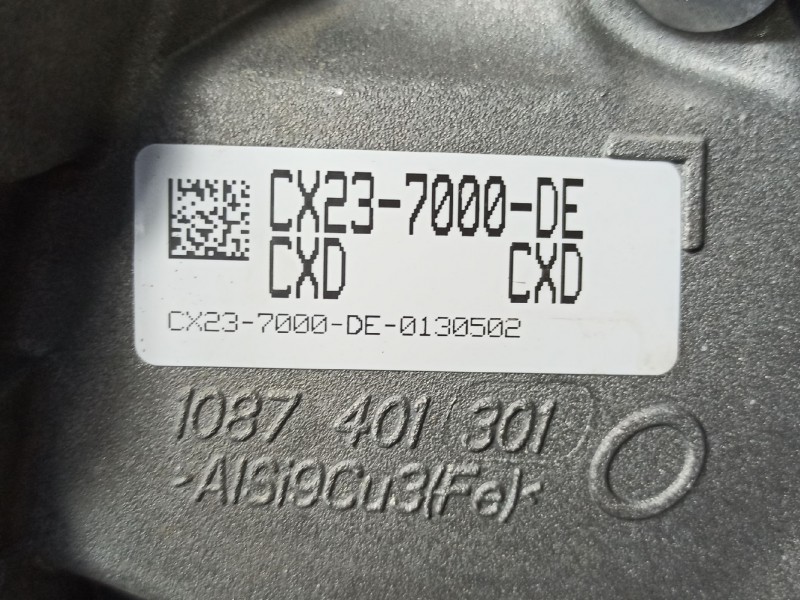 CX23-7000-DE
CXD CXD
CX23-7000-DE-0130502
1087 401 301
>AlSi9Cu3(Fe)<